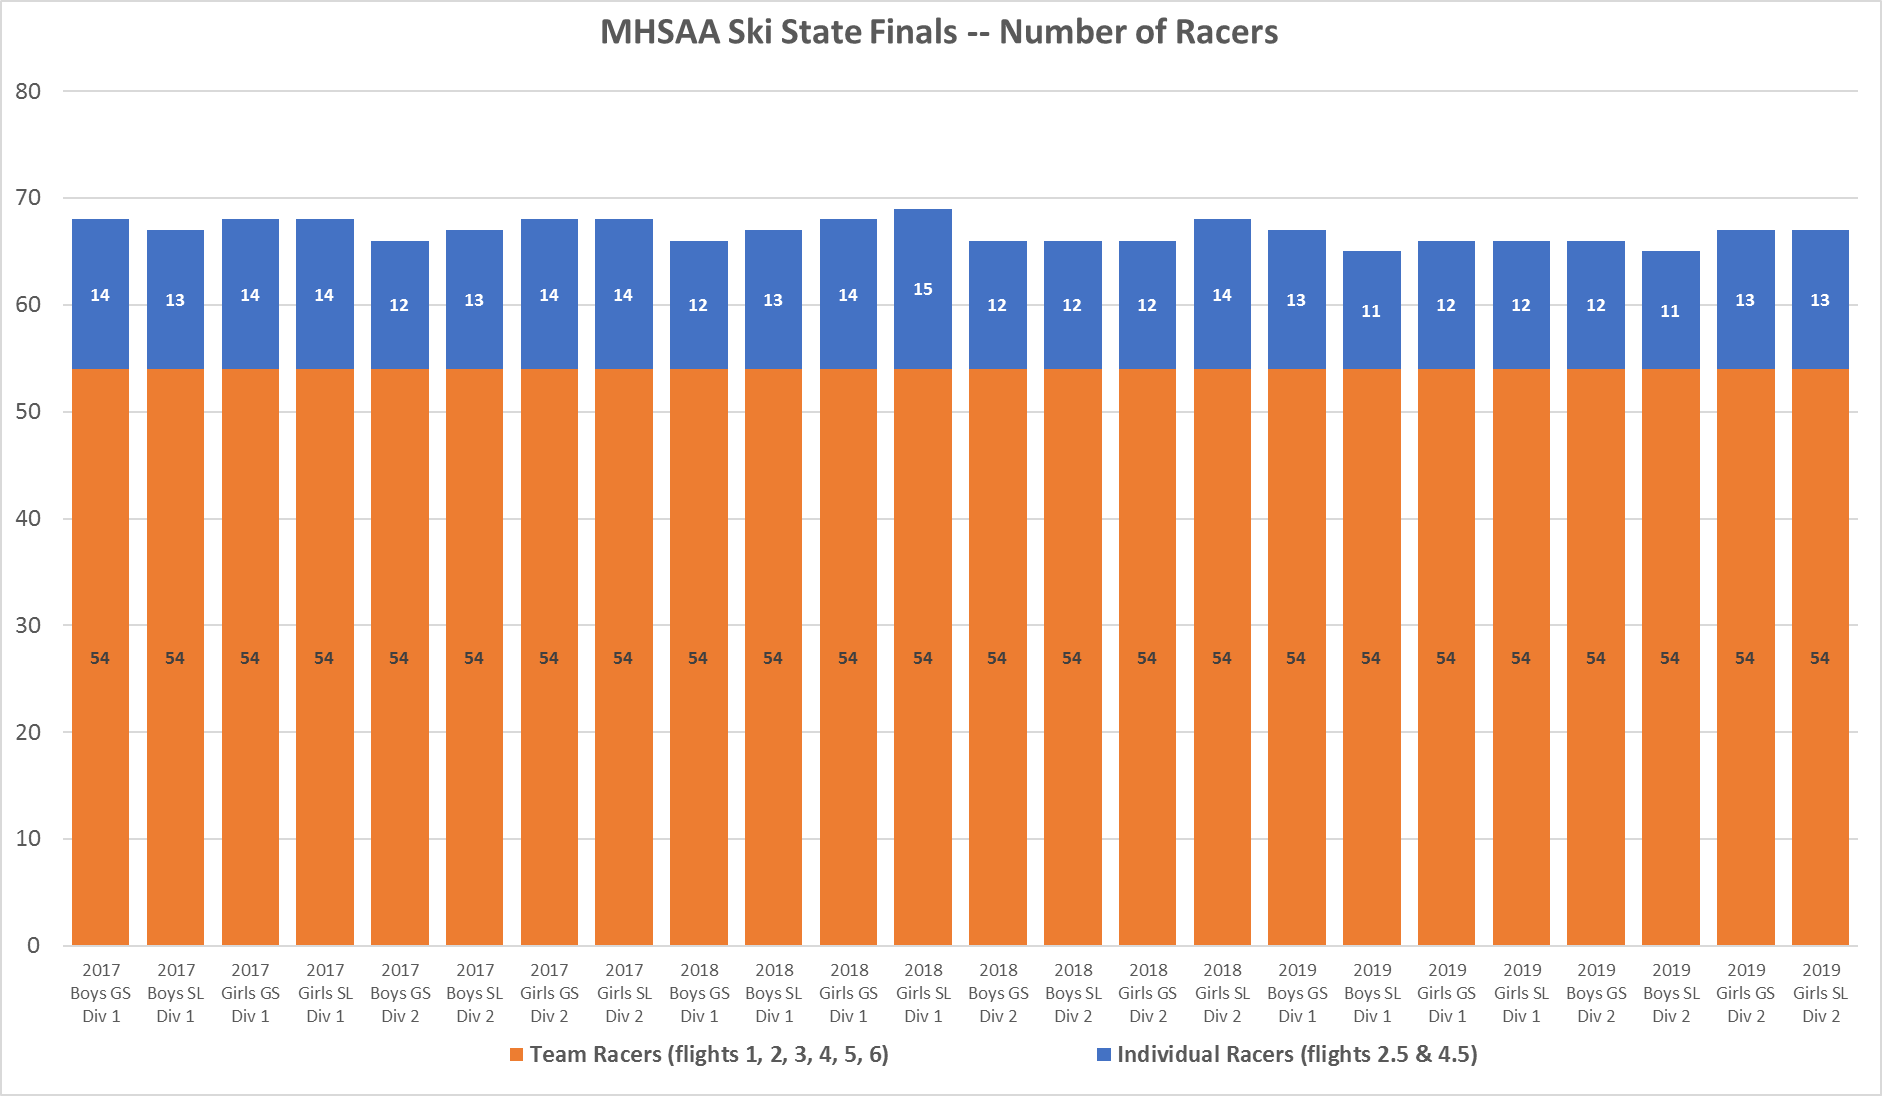 MHSAA Ski State Finals -- Number of Racers
80
70
60
50
40
30
20
10
0
14 13 14 14 12 13 14 14 12 13 14 15 12 12 12 14 13 11 12 12 12 11 13 13
54 54 54 54 54 54 54 54 54 54 54 54 54 54 54 54 54 54 54 54 54 54 54 54
2017 2017 2017 2017 2017 2017 2017 2017 2018 2018 2018 2018 2018 2018 2018 2018 2019 2019 2019 2019 2019 2019 2019 2019
Boys GS Boys SL Girls GS Girls SL Boys GS Boys SL Girls GS Girls SL Boys GS Boys SL Girls GS Girls SL Boys GS Boys SL Girls GS Girls SL Boys GS Boys SL Girls GS Girls SL Boys GS Boys SL Girls GS Girls SL
Div 1 Div 1 Div 1 Div 1 Div 2 Div 2 Div 2 Div 2 Div 1 Div 1 Div 1 Div 1 Div 2 Div 2 Div 2 Div 2 Div 1 Div 1 Div 1 Div 1 Div 2 Div 2 Div 2 Div 2
Team Racers (flights 1, 2, 3, 4, 5, 6)
Individual Racers (flights 2.5 & 4.5)